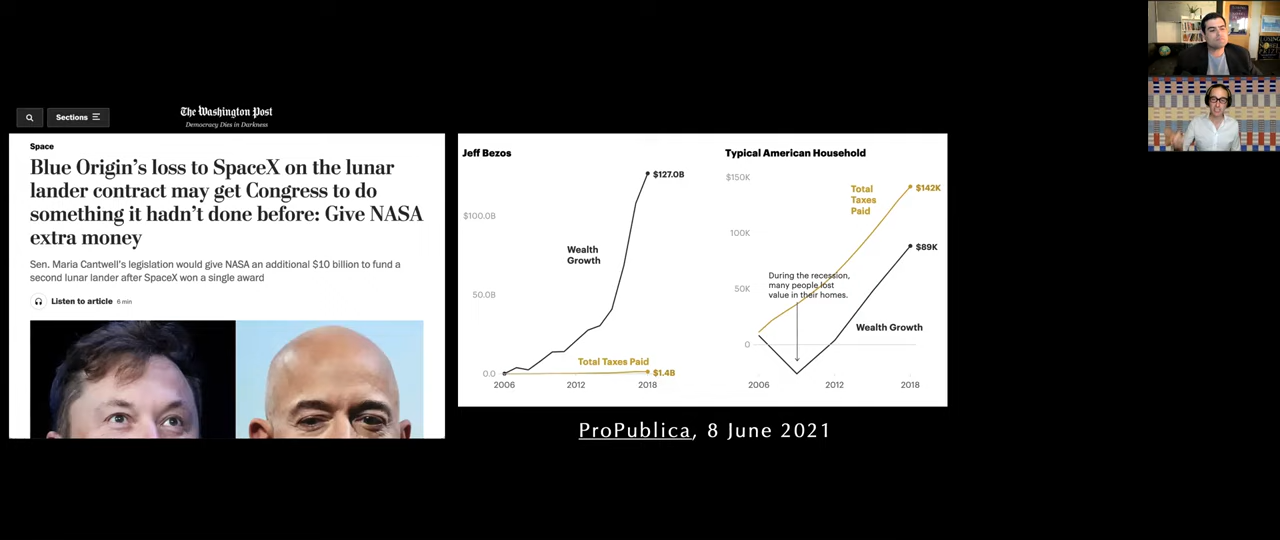 Sections
The Washington Post
Democracy Dies in Darkness
Space
Blue Origin's loss to SpaceX on the lunar
lander contract may get Congress to do
something it hadn't done before: Give NASA
extra money
Sen. Maria Cantwell's legislation would give NASA an additional $10 billion to fund a
second lunar lander after SpaceX won a single award
Listen to article 6 min
Jeff Bezos
$127.0B
$100.0B
Wealth
Growth
50.0B
Total Taxes Paid
0.0
$1.4B
2006
2012
2018
Typical American Household
$150K
Total
Taxes
Paid
$142K
100K
$89K
During the recession,
many people lost
value in their homes.
50K
Wealth Growth
0
2006
2012
2018
ProPublica, 8 June 2021